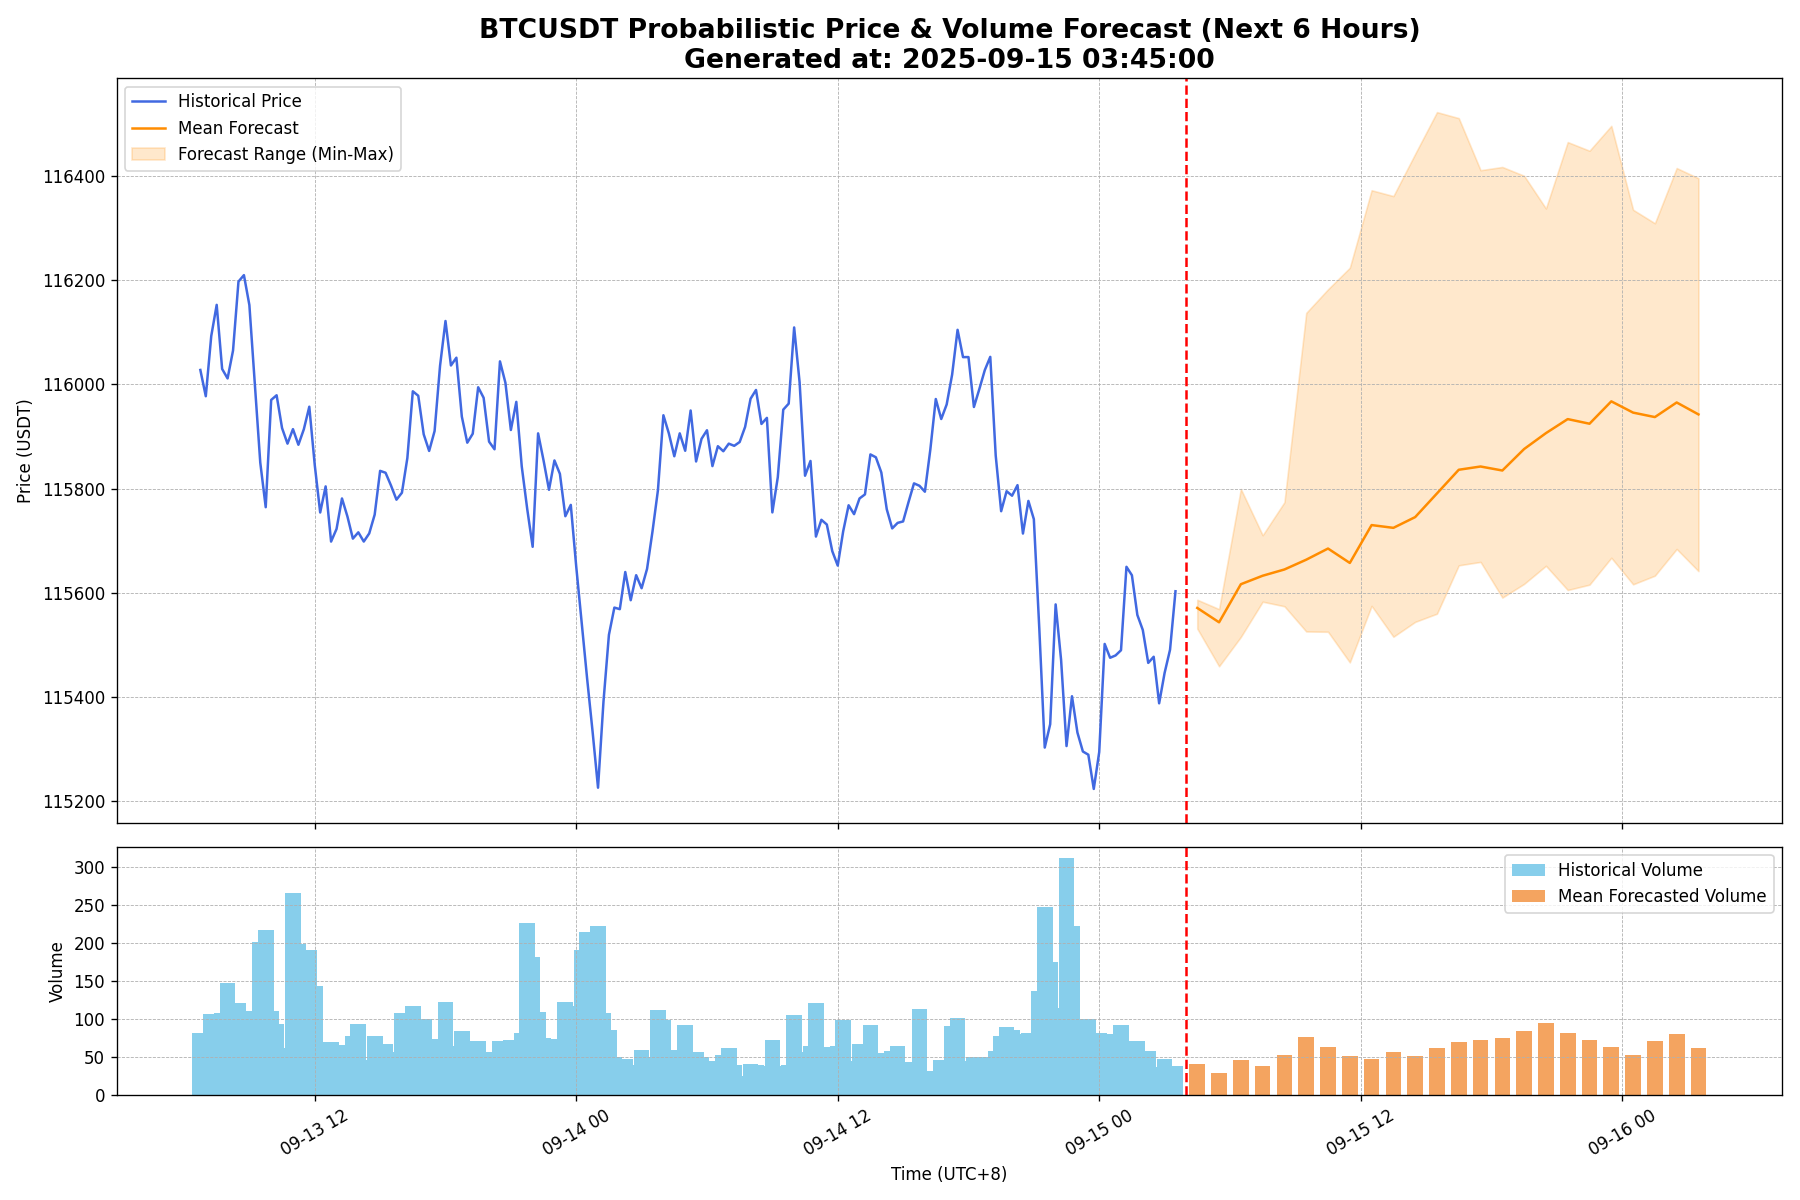 BTCUSDT Probabilistic Price & Volume Forecast (Next 6 Hours)
Generated at: 2025-09-15 03:45:00
Historical Price
Mean Forecast
Forecast Range (Min-Max)
Price (USDT)
116400
116200
116000
115800
115600
115400
115200
Historical Volume
Mean Forecasted Volume
Volume
300
250
200
150
100
50
0
09-13 12
09-14 00
09-14 12
09-15 00
09-15 12
09-16 00
Time (UTC+8)